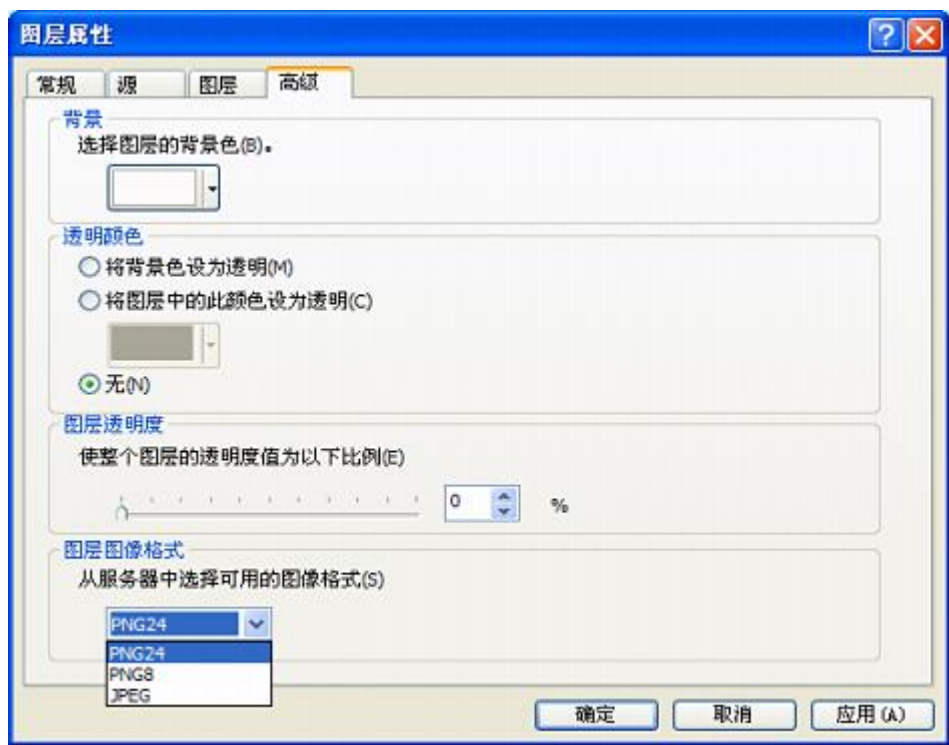 图层属性
常规 源 图层 高级
背景
选择图层的背景色(B)。
透明颜色
将背景色设为透明(M)
将图层中的此颜色设为透明(C)
无(N)
图层透明度
使整个图层的透明度值为以下比例(E)
0 %
图层图像格式
从服务器中选择可用的图像格式(S)
PNG24
PNG24
PNG8
JPEG
确定 取消 应用(A)